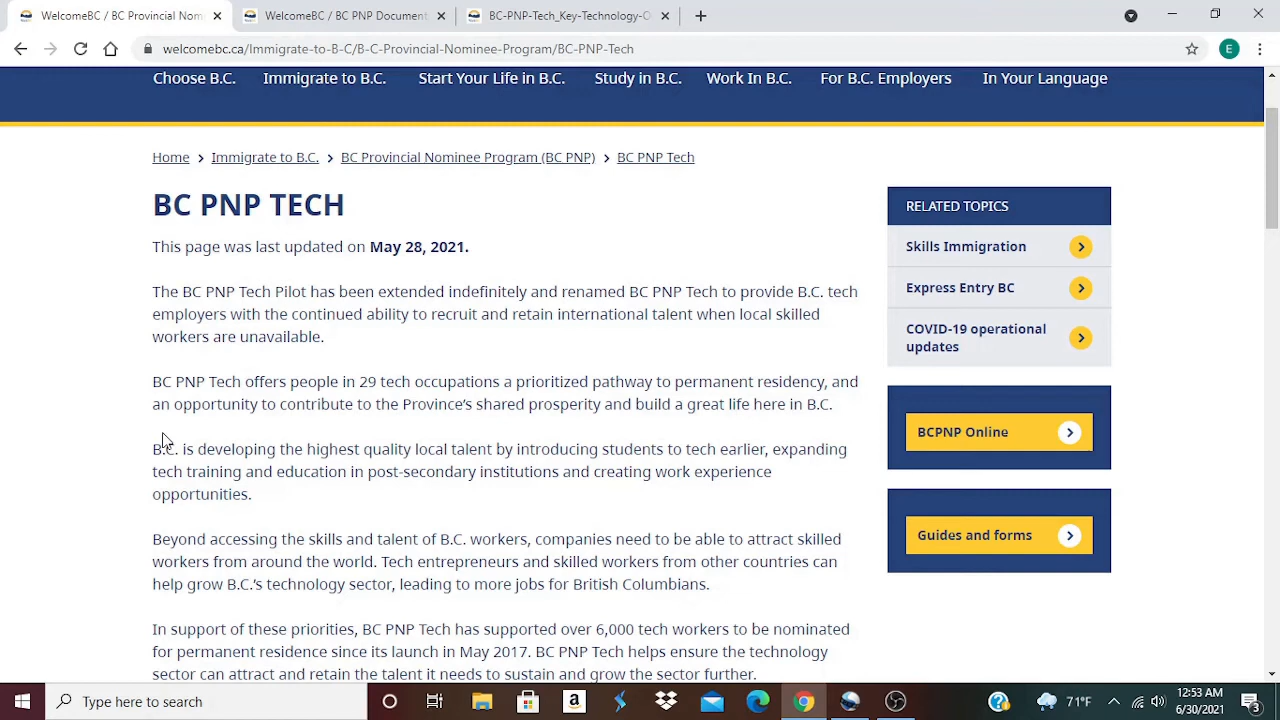 WelcomeBC / BC Provincial Nom
WelcomeBC / BC PNP Document
BC-PNP-Tech_Key-Technology-O
welcomebc.ca/Immigrate-to-B-C/B-C-Provincial-Nominee-Program/BC-PNP-Tech
E
Choose B.C. Immigrate to B.C. Start Your Life in B.C. Study in B.C. Work In B.C. For B.C. Employers In Your Language
Home Immigrate to B.C. BC Provincial Nominee Program (BC PNP) BC PNP Tech
BC PNP TECH
This page was last updated on May 28, 2021.
The BC PNP Tech Pilot has been extended indefinitely and renamed BC PNP Tech to provide B.C. tech
employers with the continued ability to recruit and retain international talent when local skilled
workers are unavailable.
BC PNP Tech offers people in 29 tech occupations a prioritized pathway to permanent residency, and
an opportunity to contribute to the Province's shared prosperity and build a great life here in B.C.
B.C. is developing the highest quality local talent by introducing students to tech earlier, expanding
tech training and education in post-secondary institutions and creating work experience
opportunities.
Beyond accessing the skills and talent of B.C. workers, companies need to be able to attract skilled
workers from around the world. Tech entrepreneurs and skilled workers from other countries can
help grow B.C.'s technology sector, leading to more jobs for British Columbians.
In support of these priorities, BC PNP Tech has supported over 6,000 tech workers to be nominated
for permanent residence since its launch in May 2017. BC PNP Tech helps ensure the technology
sector can attract and retain the talent it needs to sustain and grow the sector further.
RELATED TOPICS
Skills Immigration
Express Entry BC
COVID-19 operational
updates
BCPNP Online
Guides and forms
Type here to search
71°F
12:53 AM
6/30/2021
3